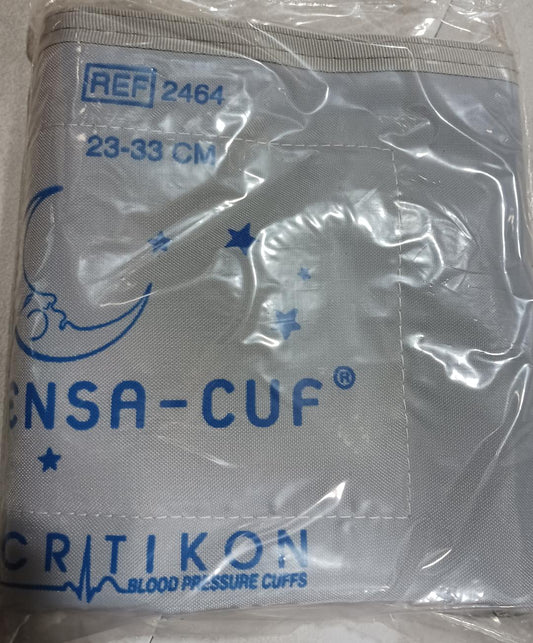 REF 2464
23-33 CM
ENSA-CUF®
CRITIKON
BLOOD PRESSURE CUFFS